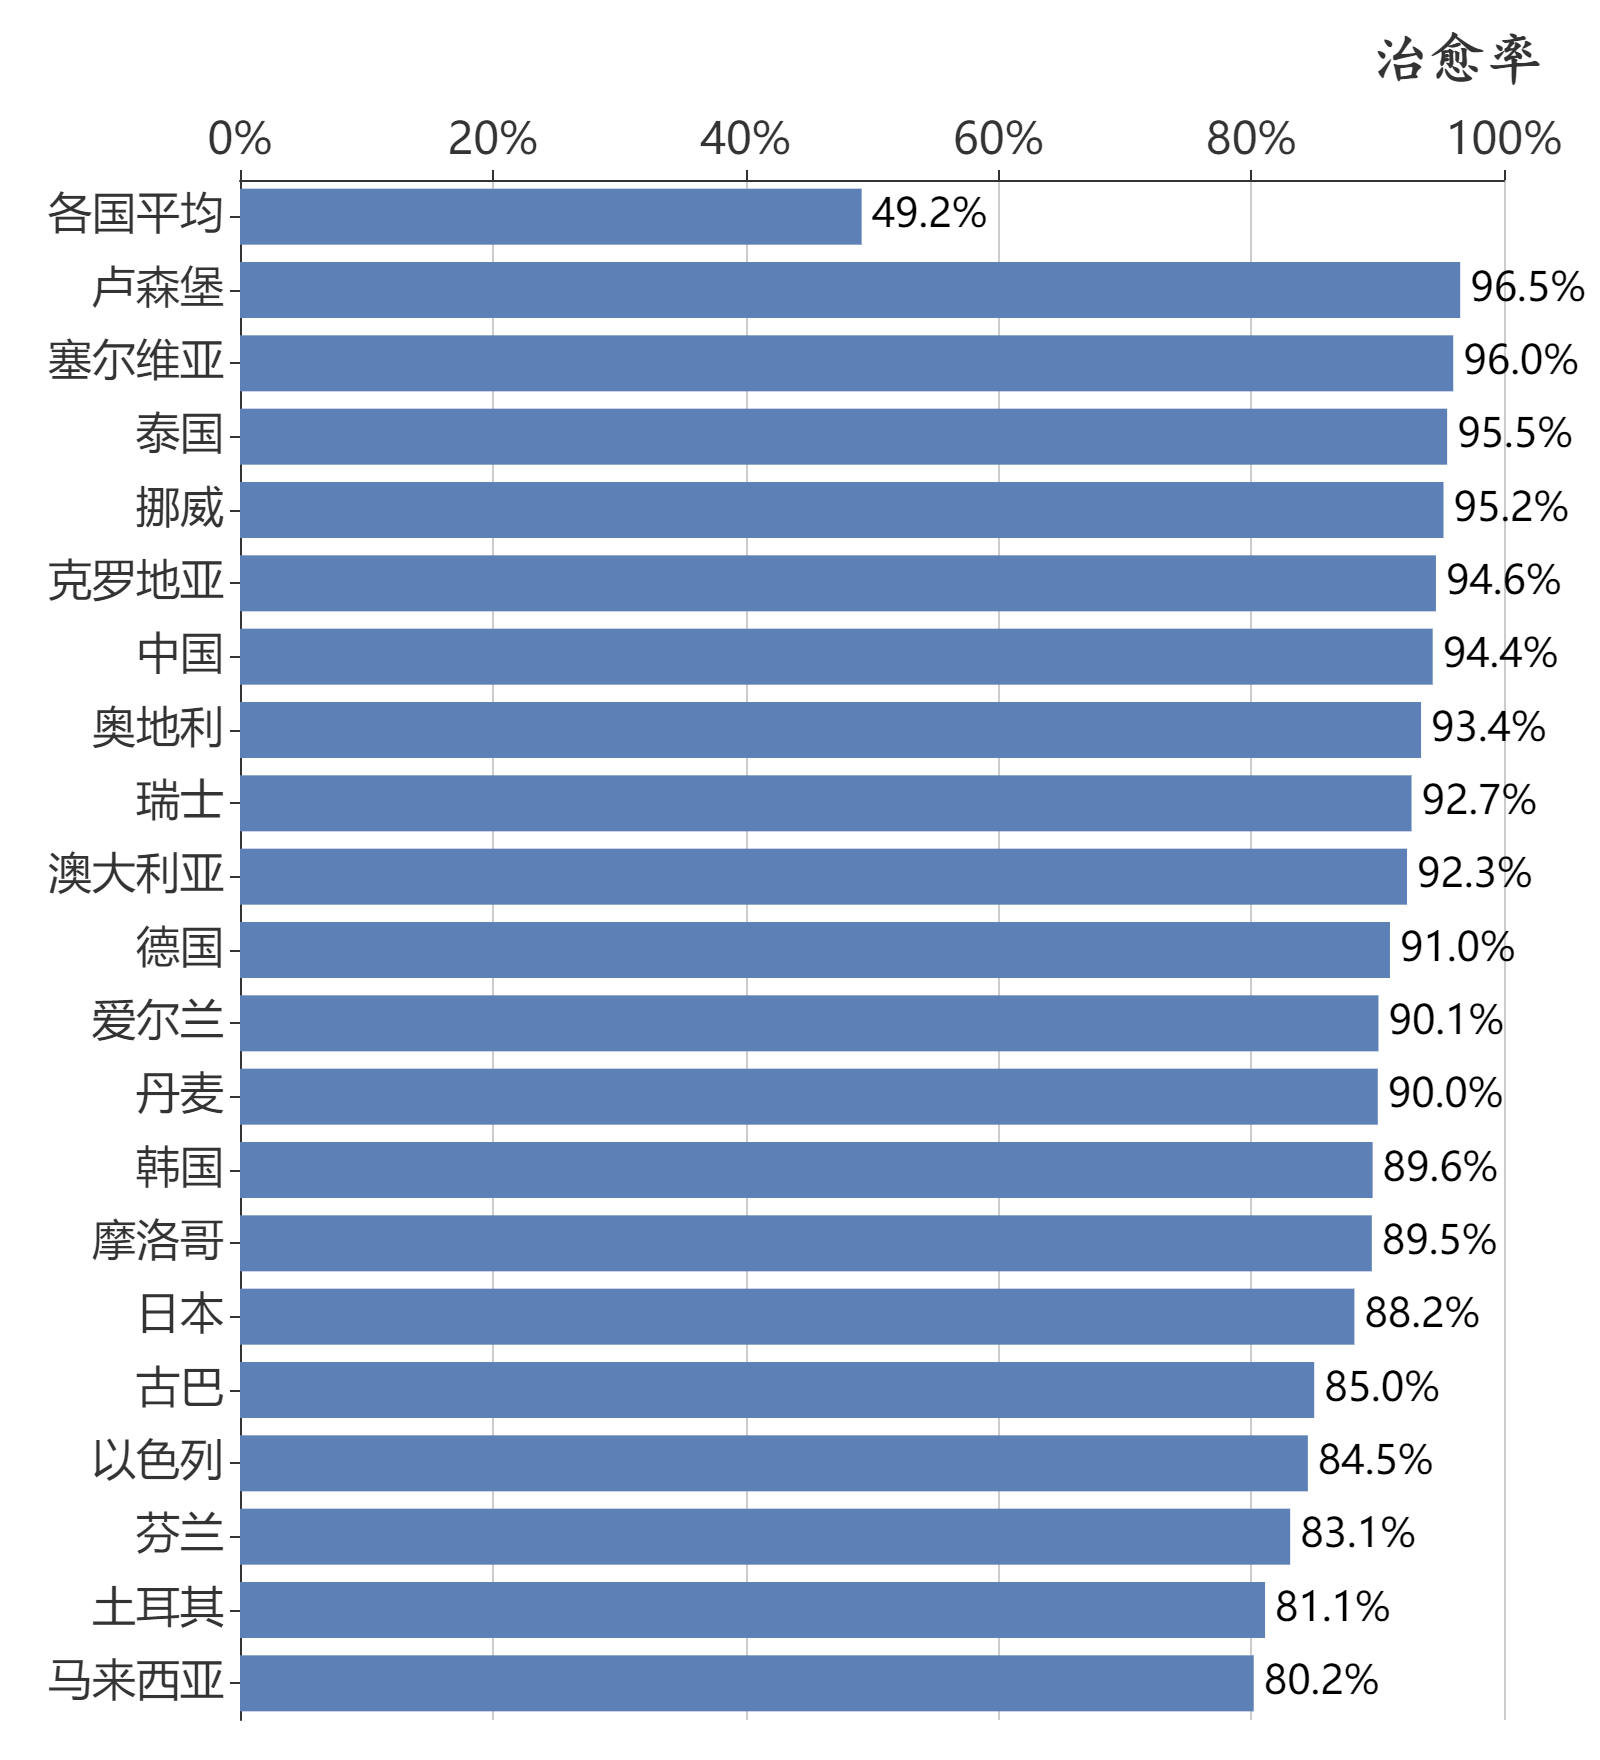 治愈率
0% 20% 40% 60% 80% 100%
各国平均 49.2%
卢森堡 96.5%
塞尔维亚 96.0%
泰国 95.5%
挪威 95.2%
克罗地亚 94.6%
中国 94.4%
奥地利 93.4%
瑞士 92.7%
澳大利亚 92.3%
德国 91.0%
爱尔兰 90.1%
丹麦 90.0%
韩国 89.6%
摩洛哥 89.5%
日本 88.2%
古巴 85.0%
以色列 84.5%
芬兰 83.1%
土耳其 81.1%
马来西亚 80.2%